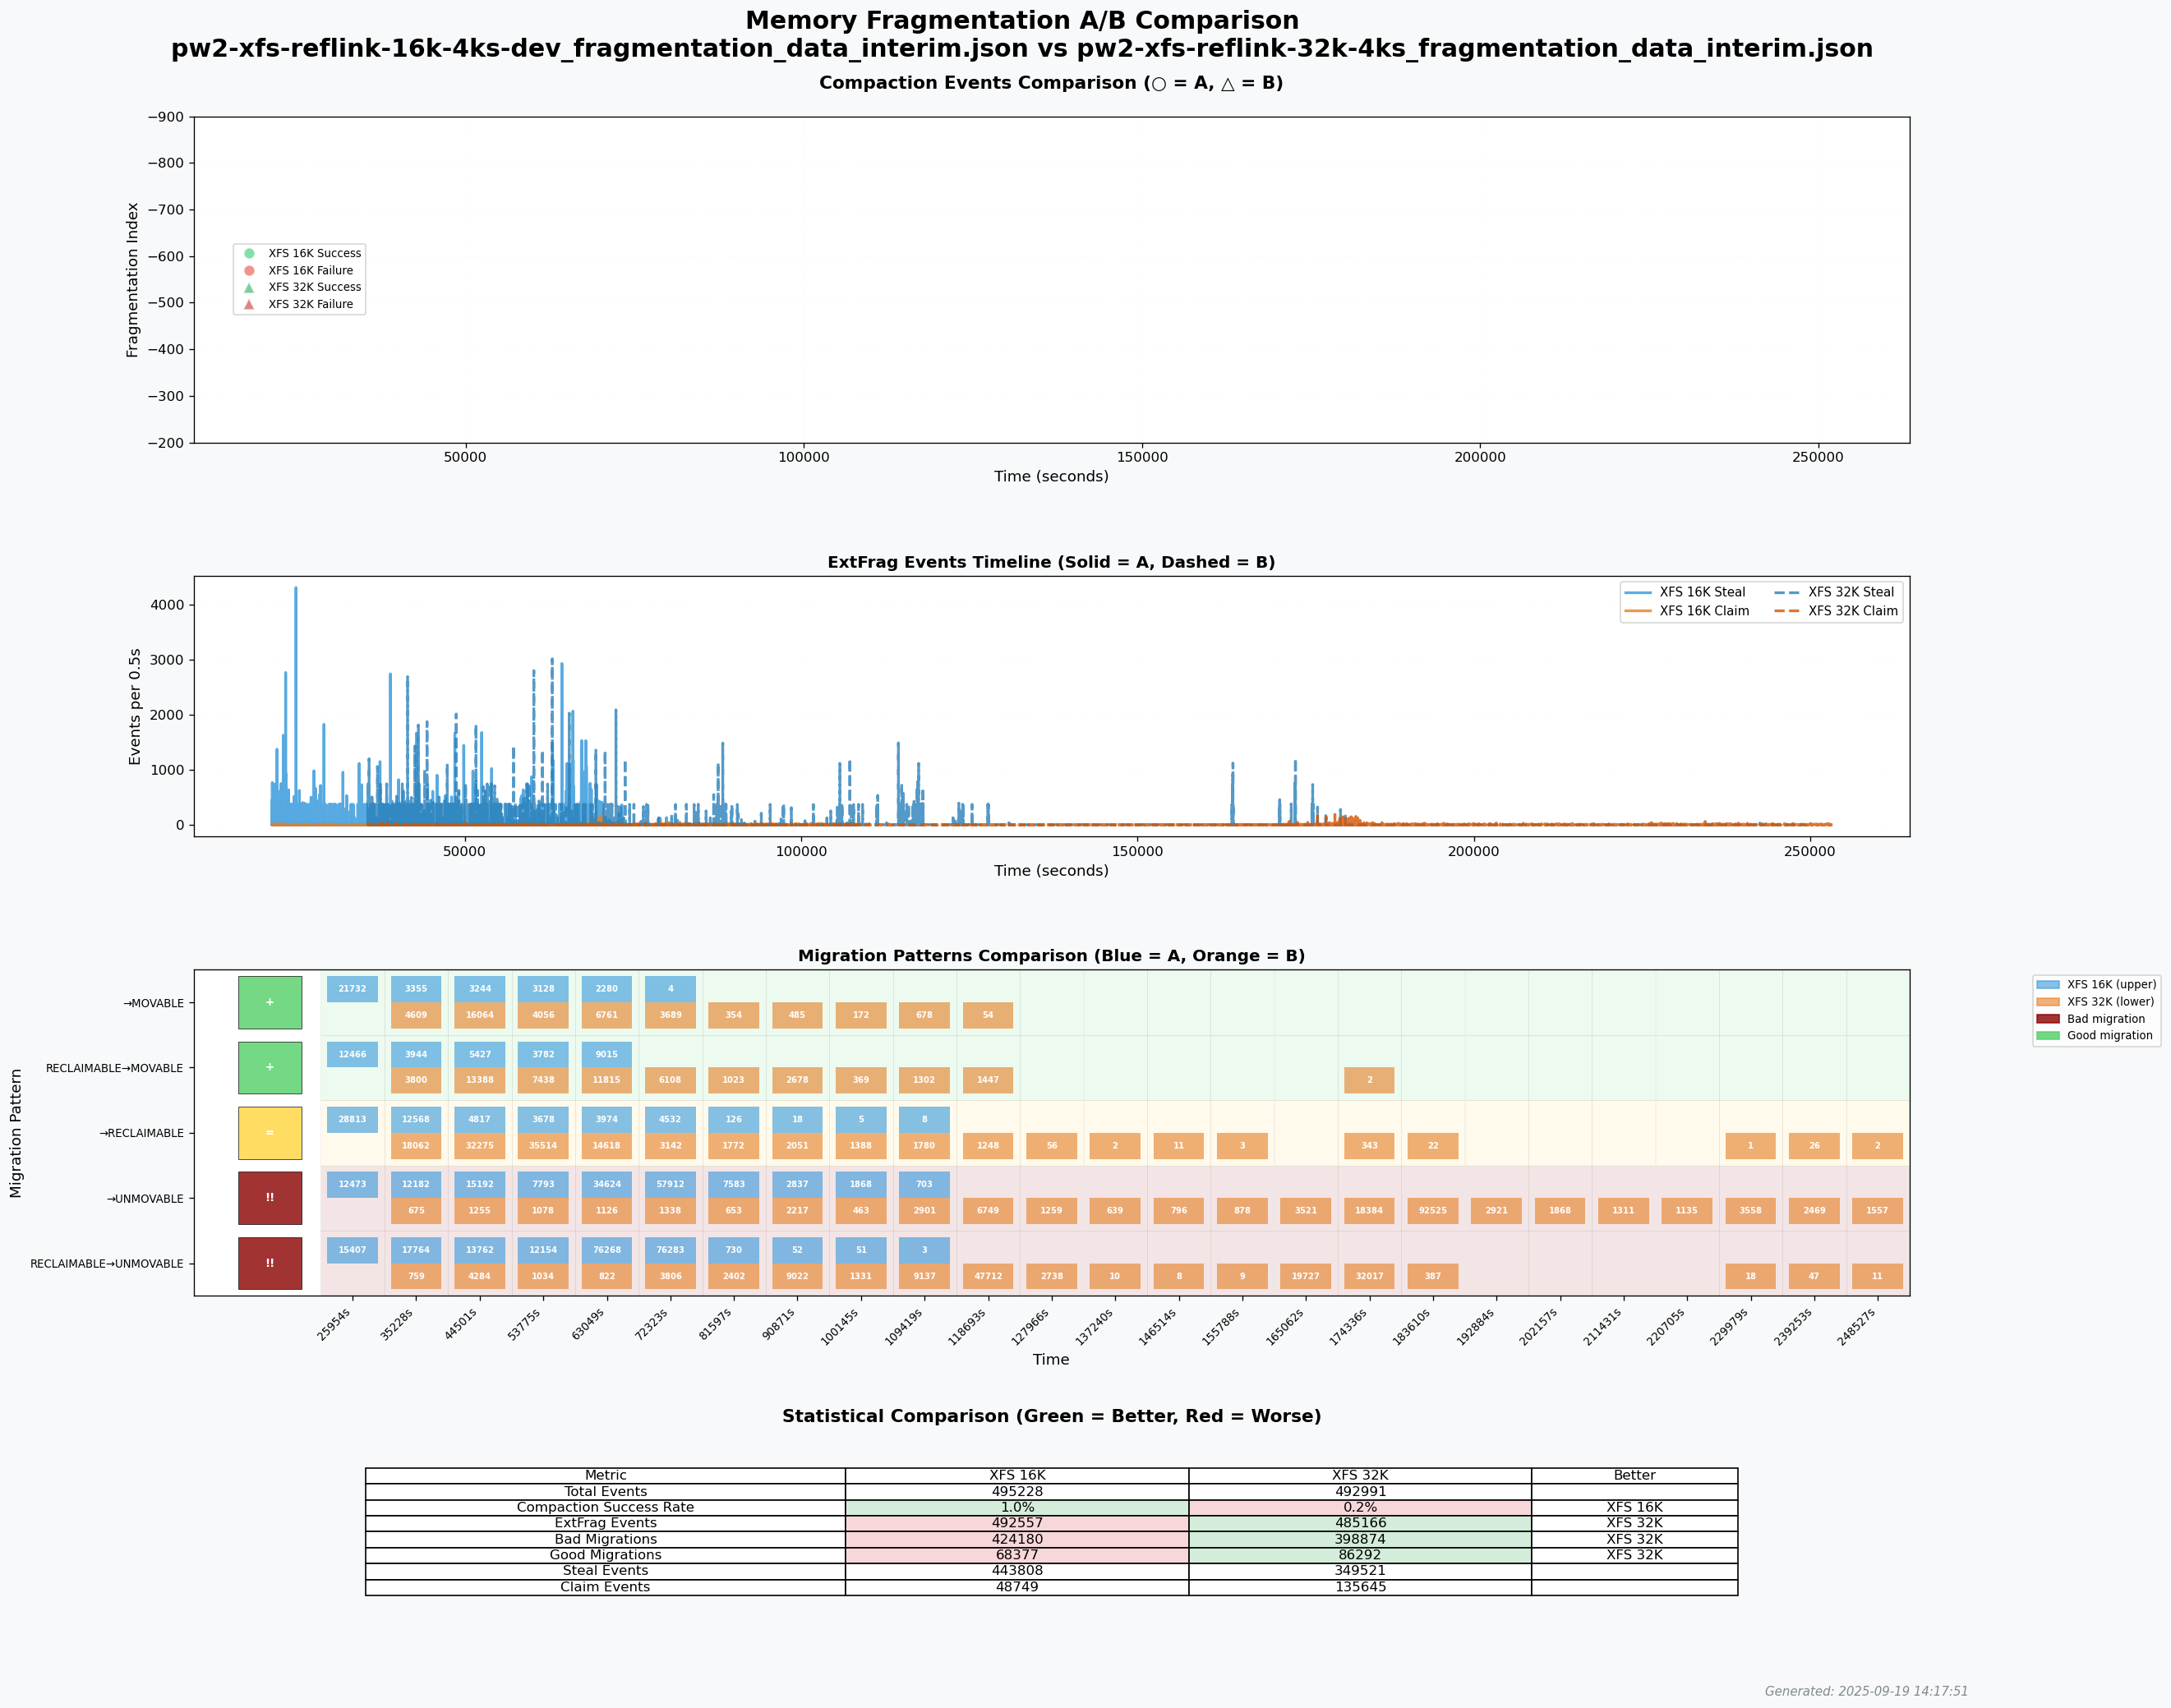 Memory Fragmentation A/B Comparison
pw2-xfs-reflink-16k-4ks-dev_fragmentation_data_interim.json vs pw2-xfs-reflink-32k-4ks_fragmentation_data_interim.json
Compaction Events Comparison (○ = A, △ = B)
Fragmentation Index
−900
−800
−700
−600
−500
−400
−300
−200
XFS 16K Success
XFS 16K Failure
XFS 32K Success
XFS 32K Failure
50000 100000 150000 200000 250000
Time (seconds)
ExtFrag Events Timeline (Solid = A, Dashed = B)
Events per 0.5s
4000
3000
2000
1000
0
XFS 16K Steal XFS 32K Steal
XFS 16K Claim XFS 32K Claim
50000 100000 150000 200000 250000
Time (seconds)
Migration Patterns Comparison (Blue = A, Orange = B)
Migration Pattern
XFS 16K (upper)
XFS 32K (lower)
Bad migration
Good migration
21732 3355 3244 3128 2280 4
→MOVABLE +
4609 16064 4056 6761 3689 354 485 172 678 54
12466 3944 5427 3782 9015
RECLAIMABLE→MOVABLE +
3800 13388 7438 11815 6108 1023 2678 369 1302 1447 2
28813 12568 4817 3678 3974 4532 126 18 5 8
→RECLAIMABLE =
18062 32275 35514 14618 3142 1772 2051 1388 1780 1248 56 2 11 3 343 22 1 26 2
12473 12182 15192 7793 34624 57912 7583 2837 1868 703
→UNMOVABLE !!
675 1255 1078 1126 1338 653 2217 463 2901 6749 1259 639 796 878 3521 18384 92525 2921 1868 1311 1135 3558 2469 1557
15407 17764 13762 12154 76268 76283 730 52 51 3
RECLAIMABLE→UNMOVABLE !!
759 4284 1034 822 3806 2402 9022 1331 9137 47712 2738 10 8 9 19727 32017 387 18 47 11
25954s 35228s 44501s 53775s 63049s 72323s 81597s 90871s 100145s 109419s 118693s 127966s 137240s 146514s 155788s 165062s 174336s 183610s 192884s 202157s 211431s 220705s 229979s 239253s 248527s
Time
Statistical Comparison (Green = Better, Red = Worse)
Metric XFS 16K XFS 32K Better
Total Events 495228 492991
Compaction Success Rate 1.0% 0.2% XFS 16K
ExtFrag Events 492557 485166 XFS 32K
Bad Migrations 424180 398874 XFS 32K
Good Migrations 68377 86292 XFS 32K
Steal Events 443808 349521
Claim Events 48749 135645
Generated: 2025-09-19 14:17:51